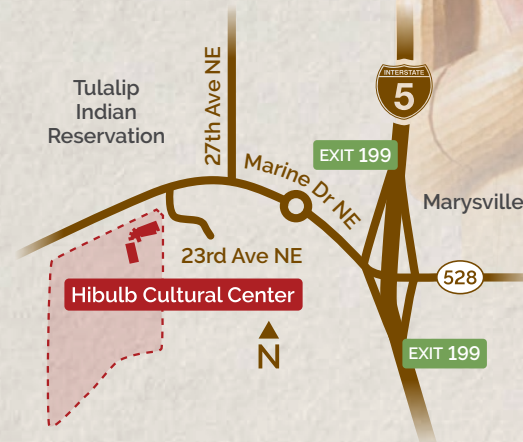 27th Ave NE
INTERSTATE
5
Tulalip
Indian
Reservation
EXIT 199
Marine Dr NE
Marysville
23rd Ave NE
528
Hibulb Cultural Center
N
EXIT 199